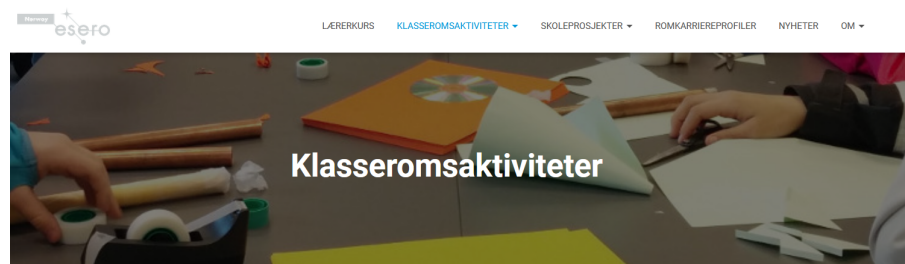 Norway
esero
LÆRERKURS KLASSEROMSAKTIVITETER SKOLEPROSJEKTER ROMKARRIEREPROFILER NYHETER OM
Klasseromsaktiviteter